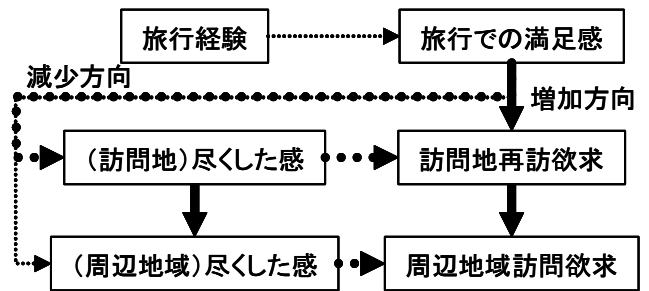 旅行経験
旅行での満足感
減少方向
増加方向
（訪問地）尽くした感
訪問地再訪欲求
（周辺地域）尽くした感
周辺地域訪問欲求